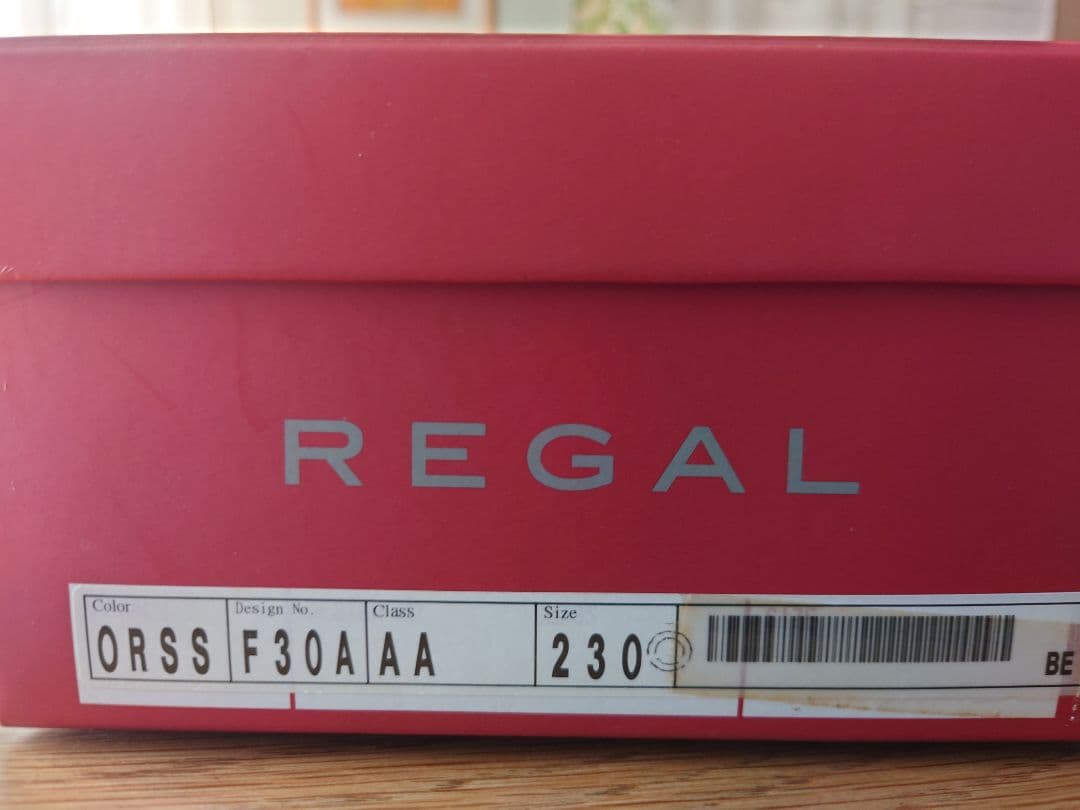 REGAL
Color Design No. Class Size
ORSS F30A AA 230 BE